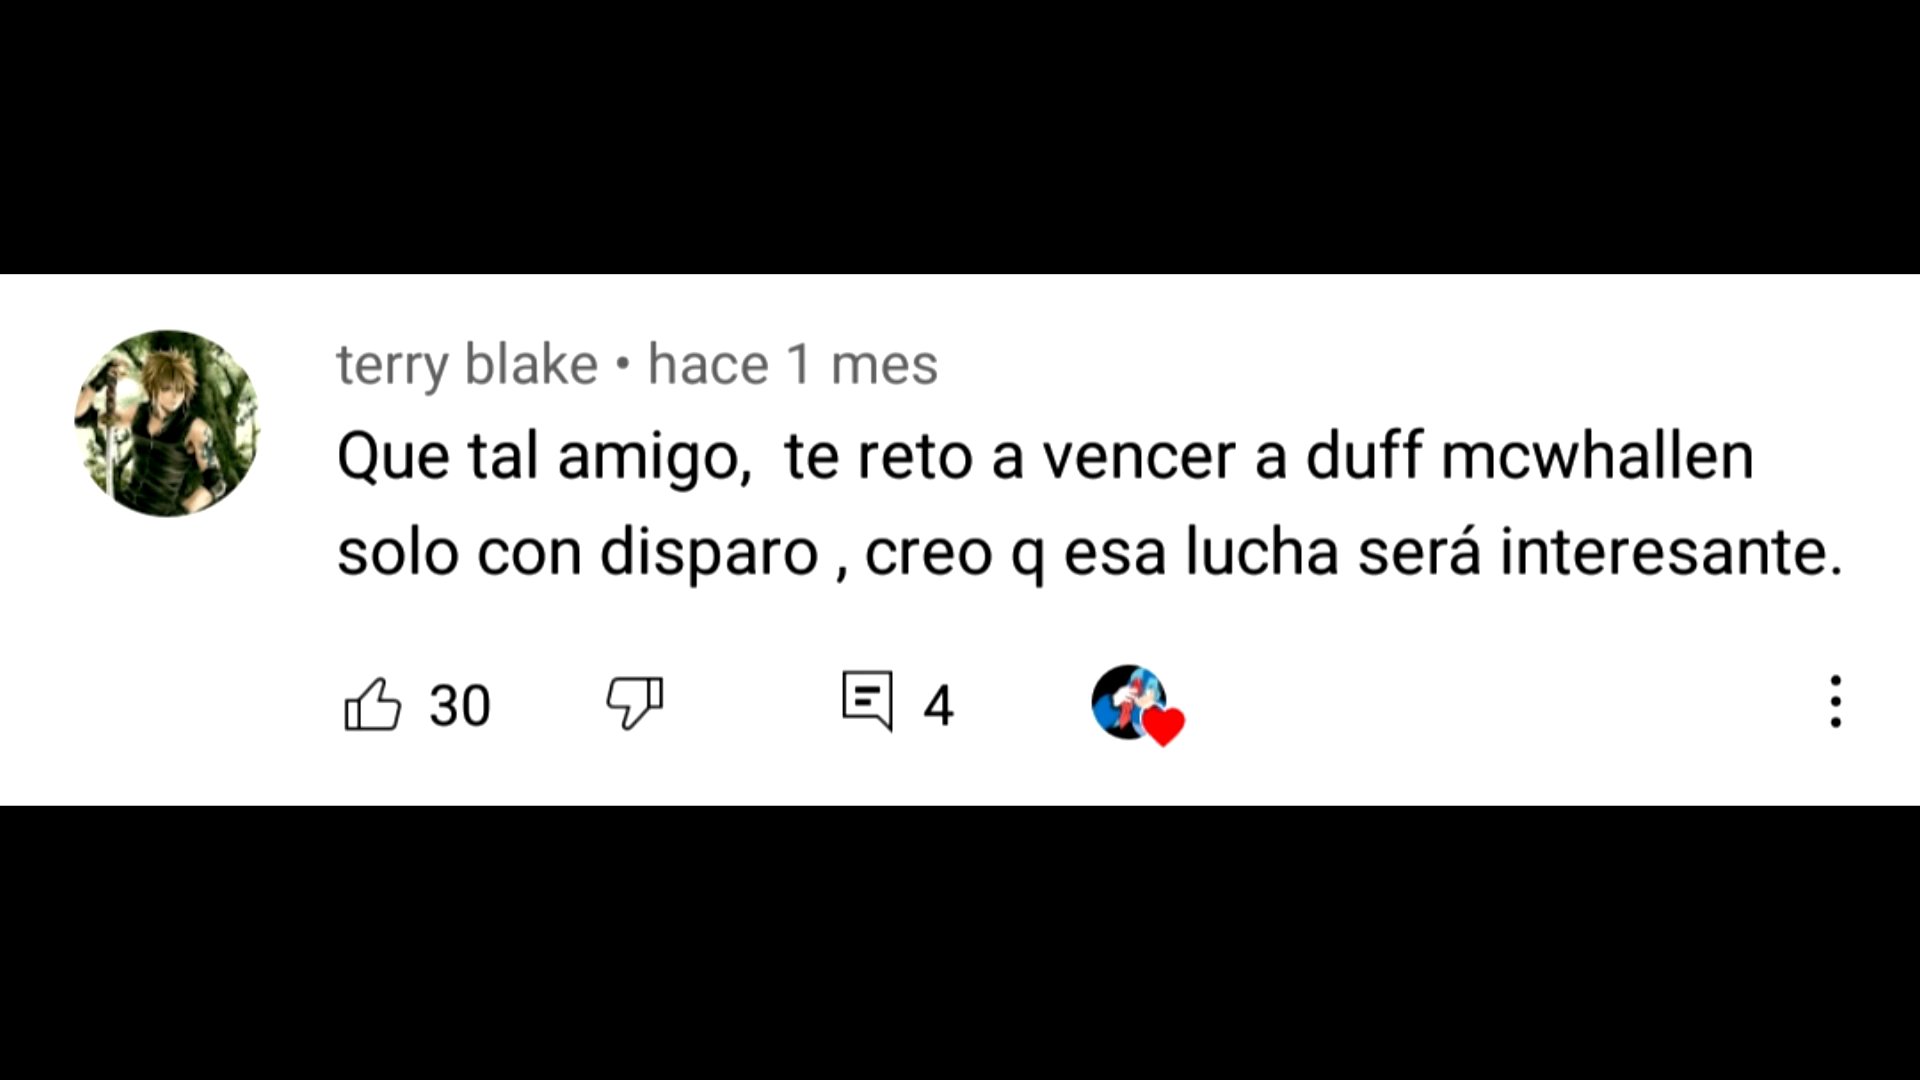 terry blake • hace 1 mes
Que tal amigo,  te reto a vencer a duff mcwhallen
solo con disparo , creo q esa lucha será interesante.
30
4